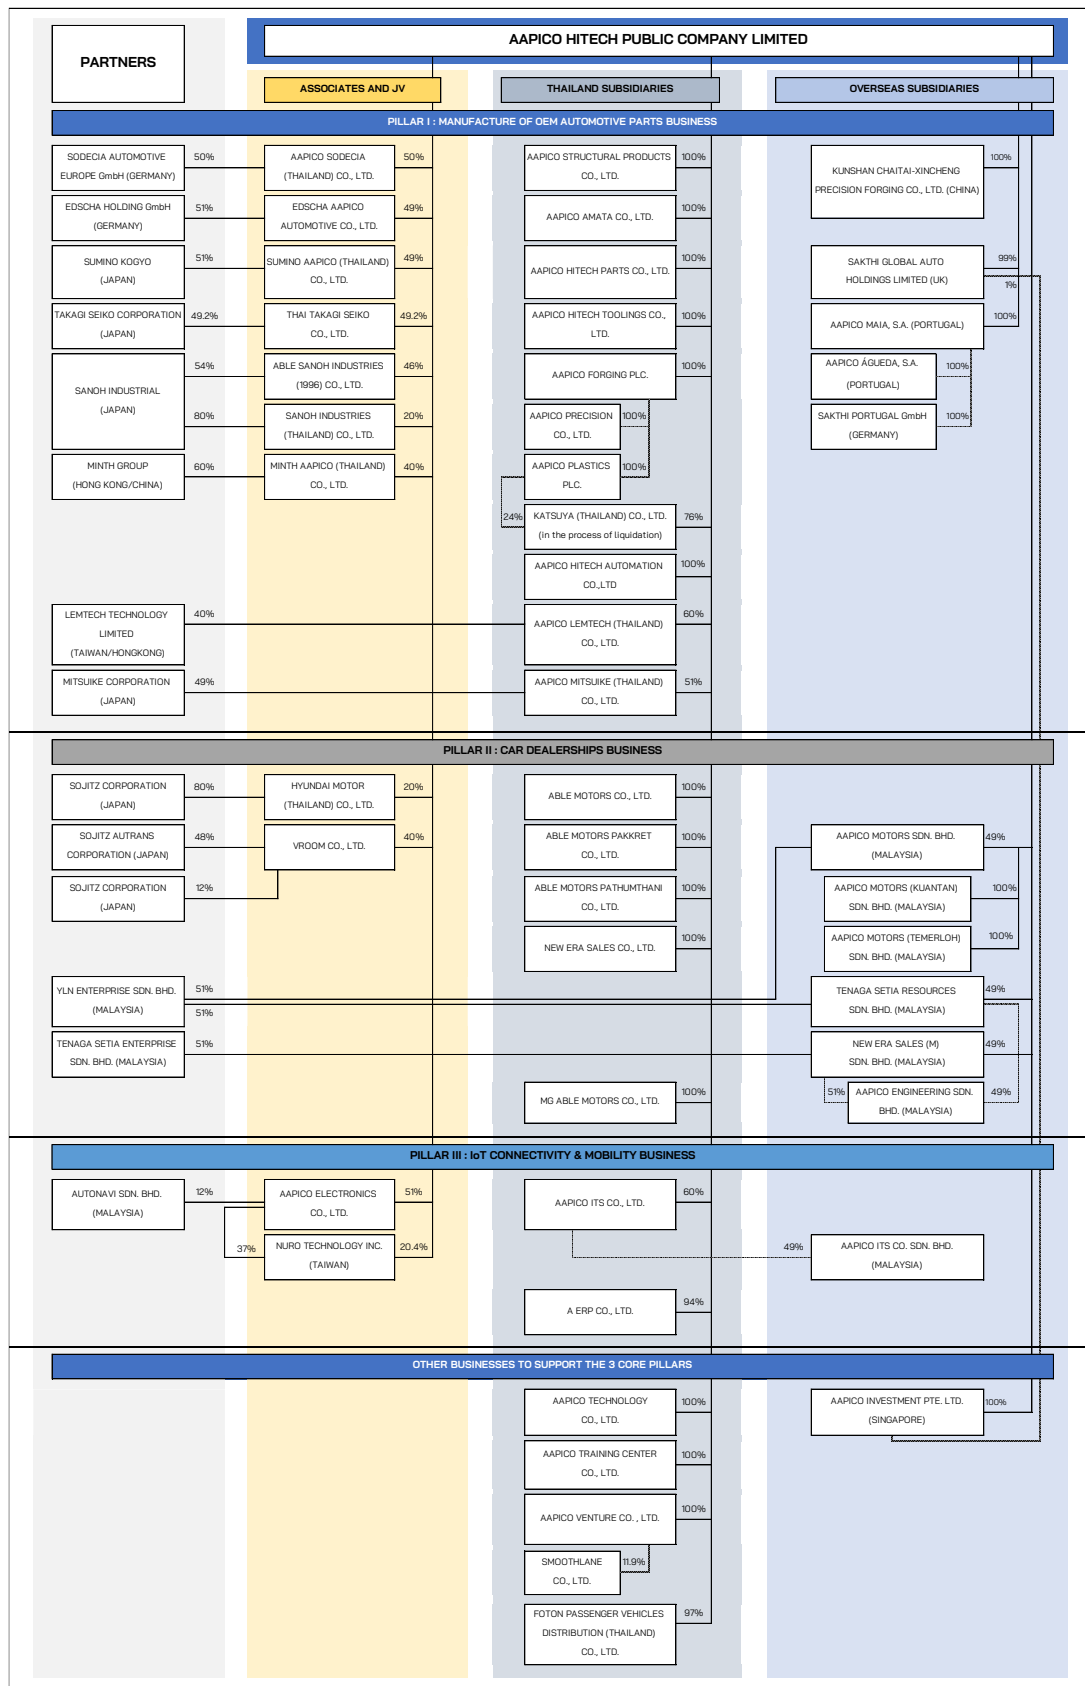 AAPICO HITECH PUBLIC COMPANY LIMITED
PARTNERS
ASSOCIATES AND JV
THAILAND SUBSIDIARIES
OVERSEAS SUBSIDIARIES
PILLAR I : MANUFACTURE OF OEM AUTOMOTIVE PARTS BUSINESS
SODECIA AUTOMOTIVE
EUROPE GmbH (GERMANY)
50%
AAPICO SODECIA
(THAILAND) CO., LTD.
50%
AAPICO STRUCTURAL PRODUCTS
CO., LTD.
100%
KUNSHAN CHAITAI-XINCHENG
PRECISION FORGING CO., LTD. (CHINA)
100%
EDSCHA HOLDING GmbH
(GERMANY)
51%
EDSCHA AAPICO
AUTOMOTIVE CO., LTD.
49%
AAPICO AMATA CO., LTD.
100%
SUMINO KOGYO
(JAPAN)
51%
SUMINO AAPICO (THAILAND)
CO., LTD.
49%
AAPICO HITECH PARTS CO., LTD.
100%
SAKTHI GLOBAL AUTO
HOLDINGS LIMITED (UK)
99%
1%
TAKAGI SEIKO CORPORATION
(JAPAN)
49.2%
THAI TAKAGI SEIKO
CO., LTD.
49.2%
AAPICO HITECH TOOLINGS CO.,
LTD.
100%
AAPICO MAIA, S.A. (PORTUGAL)
100%
SANOH INDUSTRIAL
(JAPAN)
54%
ABLE SANOH INDUSTRIES
(1996) CO., LTD.
46%
AAPICO FORGING PLC.
100%
AAPICO ÁGUEDA, S.A.
(PORTUGAL)
100%
80%
SANOH INDUSTRIES
(THAILAND) CO., LTD.
20%
AAPICO PRECISION
CO., LTD.
100%
SAKTHI PORTUGAL GmbH
(GERMANY)
100%
MINTH GROUP
(HONG KONG/CHINA)
60%
MINTH AAPICO (THAILAND)
CO., LTD.
40%
AAPICO PLASTICS
PLC.
100%
24%
KATSUYA (THAILAND) CO., LTD.
(in the process of liquidation)
76%
AAPICO HITECH AUTOMATION
CO.,LTD
100%
LEMTECH TECHNOLOGY
LIMITED
(TAIWAN/HONGKONG)
40%
AAPICO LEMTECH (THAILAND)
CO., LTD.
60%
MITSUIKE CORPORATION
(JAPAN)
49%
AAPICO MITSUIKE (THAILAND)
CO., LTD.
51%
PILLAR II : CAR DEALERSHIPS BUSINESS
SOJITZ CORPORATION
(JAPAN)
80%
HYUNDAI MOTOR
(THAILAND) CO., LTD.
20%
ABLE MOTORS CO., LTD.
100%
SOJITZ AUTRANS
CORPORATION (JAPAN)
48%
VROOM CO., LTD.
40%
ABLE MOTORS PAKKRET
CO., LTD.
100%
AAPICO MOTORS SDN. BHD.
(MALAYSIA)
49%
SOJITZ CORPORATION
(JAPAN)
12%
ABLE MOTORS PATHUMTHANI
CO., LTD.
100%
AAPICO MOTORS (KUANTAN)
SDN. BHD. (MALAYSIA)
100%
NEW ERA SALES CO., LTD.
100%
AAPICO MOTORS (TEMERLOH)
SDN. BHD. (MALAYSIA)
100%
YLN ENTERPRISE SDN. BHD.
(MALAYSIA)
51%
51%
TENAGA SETIA RESOURCES
SDN. BHD. (MALAYSIA)
49%
TENAGA SETIA ENTERPRISE
SDN. BHD. (MALAYSIA)
51%
NEW ERA SALES (M)
SDN. BHD. (MALAYSIA)
49%
MG ABLE MOTORS CO., LTD.
100%
51%
AAPICO ENGINEERING SDN.
BHD. (MALAYSIA)
49%
PILLAR III : IoT CONNECTIVITY & MOBILITY BUSINESS
AUTONAVI SDN. BHD.
(MALAYSIA)
12%
AAPICO ELECTRONICS
CO., LTD.
51%
AAPICO ITS CO., LTD.
60%
37%
NURO TECHNOLOGY INC.
(TAIWAN)
20.4%
49%
AAPICO ITS CO. SDN. BHD.
(MALAYSIA)
A ERP CO., LTD.
94%
OTHER BUSINESSES TO SUPPORT THE 3 CORE PILLARS
AAPICO TECHNOLOGY
CO., LTD.
100%
AAPICO INVESTMENT PTE. LTD.
(SINGAPORE)
100%
AAPICO TRAINING CENTER
CO., LTD.
100%
AAPICO VENTURE CO. , LTD.
100%
SMOOTHLANE
CO., LTD.
11.9%
FOTON PASSENGER VEHICLES
DISTRIBUTION (THAILAND)
CO., LTD.
97%